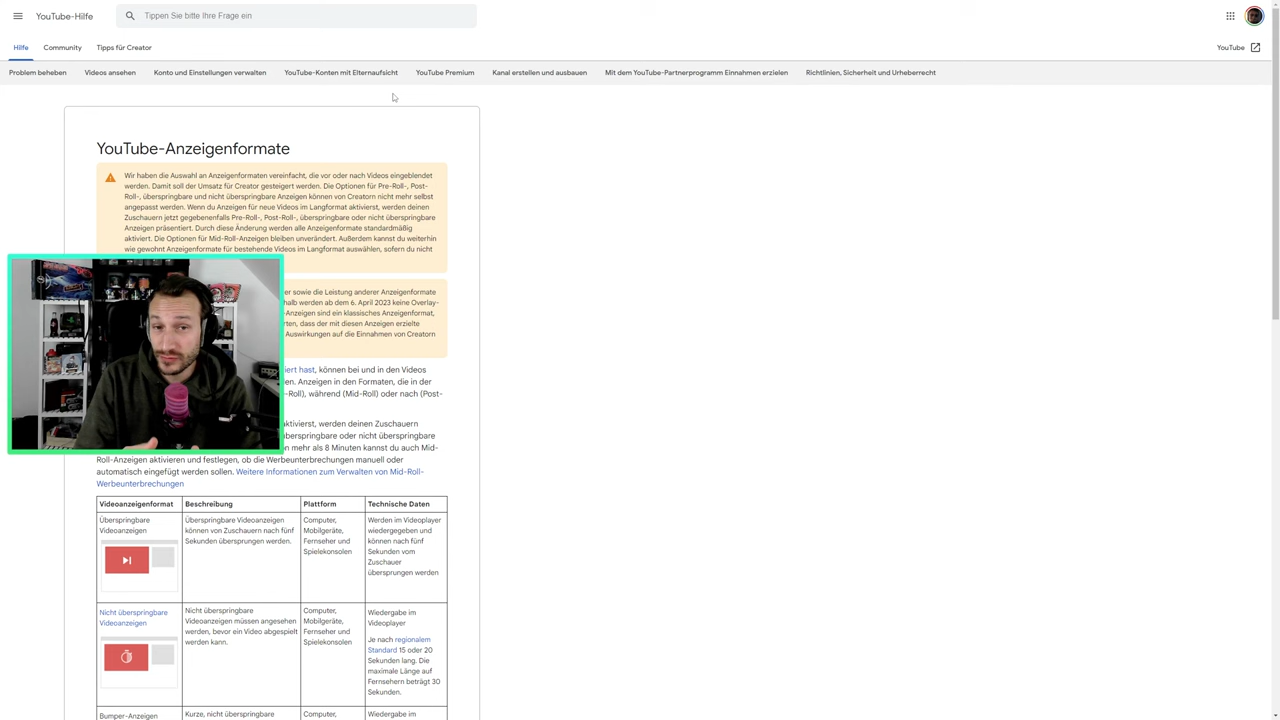 YouTube-Hilfe
Tippen Sie bitte Ihre Frage ein
Hilfe
Community
Tipps für Creator
YouTube
Problem beheben
Videos ansehen
Konto und Einstellungen verwalten
YouTube-Konten mit Elternaufsicht
YouTube Premium
Kanal erstellen und ausbauen
Mit dem YouTube-Partnerprogramm Einnahmen erzielen
Richtlinien, Sicherheit und Urheberrecht
YouTube-Anzeigenformate
Wir haben die Auswahl an Anzeigenformaten vereinfacht, die vor oder nach Videos eingeblendet
werden. Damit soll der Umsatz für Creator gesteigert werden. Die Optionen für Pre-Roll-, Post-
Roll-, überspringbare und nicht überspringbare Anzeigen können von Creatorn nicht mehr selbst
angepasst werden. Wenn du Anzeigen für neue Videos im Langformat aktivierst, werden deinen
Zuschauern jetzt gegebenenfalls Pre-Roll-, Post-Roll-, überspringbare oder nicht überspringbare
Anzeigen präsentiert. Durch diese Änderung werden alle Anzeigenformate standardmäßig
aktiviert. Die Optionen für Mid-Roll-Anzeigen bleiben unverändert. Außerdem kannst du weiterhin
wie gewohnt Anzeigenformate für bestehende Videos im Langformat auswählen, sofern du nicht
er sowie die Leistung anderer Anzeigenformate
halb werden ab dem 6. April 2023 keine Overlay-
-Anzeigen sind ein klassisches Anzeigenformat,
rten, dass der mit diesen Anzeigen erzielte
Auswirkungen auf die Einnahmen von Creatorn
iert hast, können bei und in den Videos
en. Anzeigen in den Formaten, die in der
-Roll), während (Mid-Roll) oder nach (Post-
aktivierst, werden deinen Zuschauern
überspringbare oder nicht überspringbare
on mehr als 8 Minuten kannst du auch Mid-
Roll-Anzeigen aktivieren und festlegen, ob die Werbeunterbrechungen manuell oder
automatisch eingefügt werden sollen. Weitere Informationen zum Verwalten von Mid-Roll-
Werbeunterbrechungen
Videoanzeigenformat
Beschreibung
Plattform
Technische Daten
Überspringbare
Videoanzeigen
Überspringbare Videoanzeigen
können von Zuschauern nach fünf
Sekunden übersprungen werden.
Computer,
Mobilgeräte,
Fernseher und
Spielekonsolen
Werden im Videoplayer
wiedergegeben und
können nach fünf
Sekunden vom
Zuschauer
übersprungen werden
Nicht überspringbare
Videoanzeigen
Nicht überspringbare
Videoanzeigen müssen angesehen
werden, bevor ein Video abgespielt
werden kann.
Computer,
Mobilgeräte,
Fernseher und
Spielekonsolen
Wiedergabe im
Videoplayer
Je nach regionalem
Standard 15 oder 20
Sekunden lang. Die
maximale Länge auf
Fernsehern beträgt 30
Sekunden.
Bumper-Anzeigen
Kurze, nicht überspringbare
Computer,
Wiedergabe im